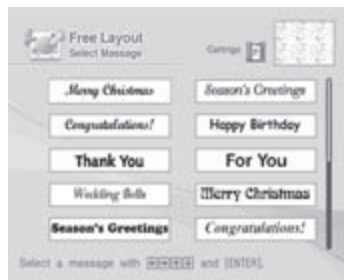 Free Layout
Select Message
Cartrige
Merry Christmas
Season's Greetings
Congratulations!
Happy Birthday
Thank You
For You
Wedding Bells
Merry Christmas
Season's Greetings
Congratulations!
Select a message with and [ENTER].